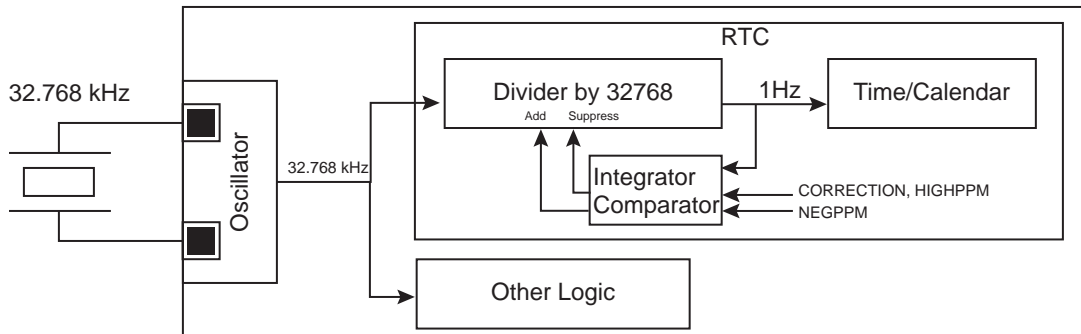 RTC
32.768 kHz
Divider by 32768
Add Suppress
1Hz
Time/Calendar
Oscillator
32.768 kHz
Integrator
Comparator
CORRECTION, HIGHPPM
NEGPPM
Other Logic